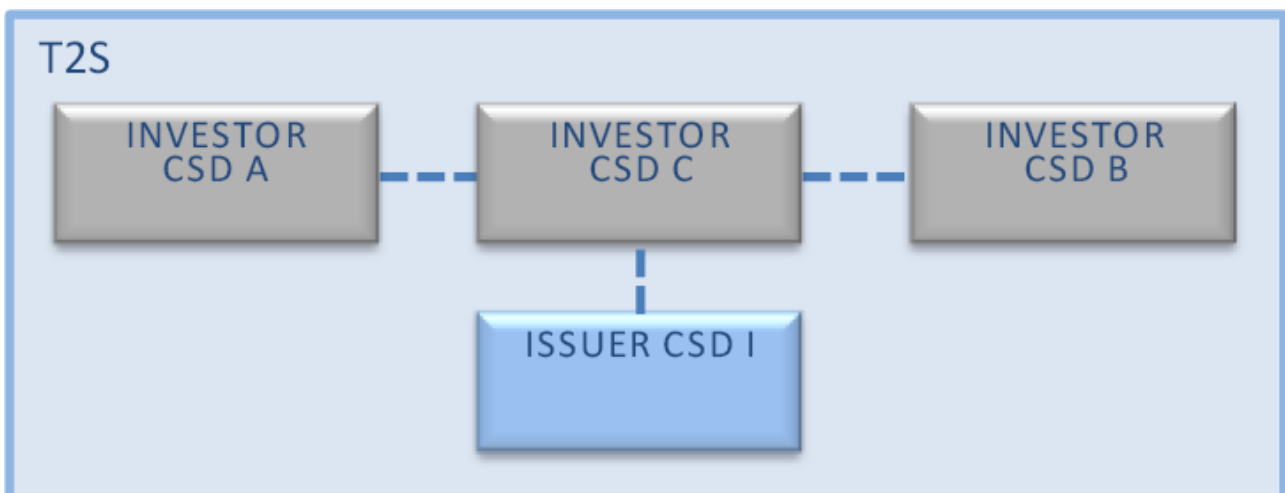 T2S
INVESTOR
CSD A
INVESTOR
CSD C
INVESTOR
CSD B
ISSUER CSD I